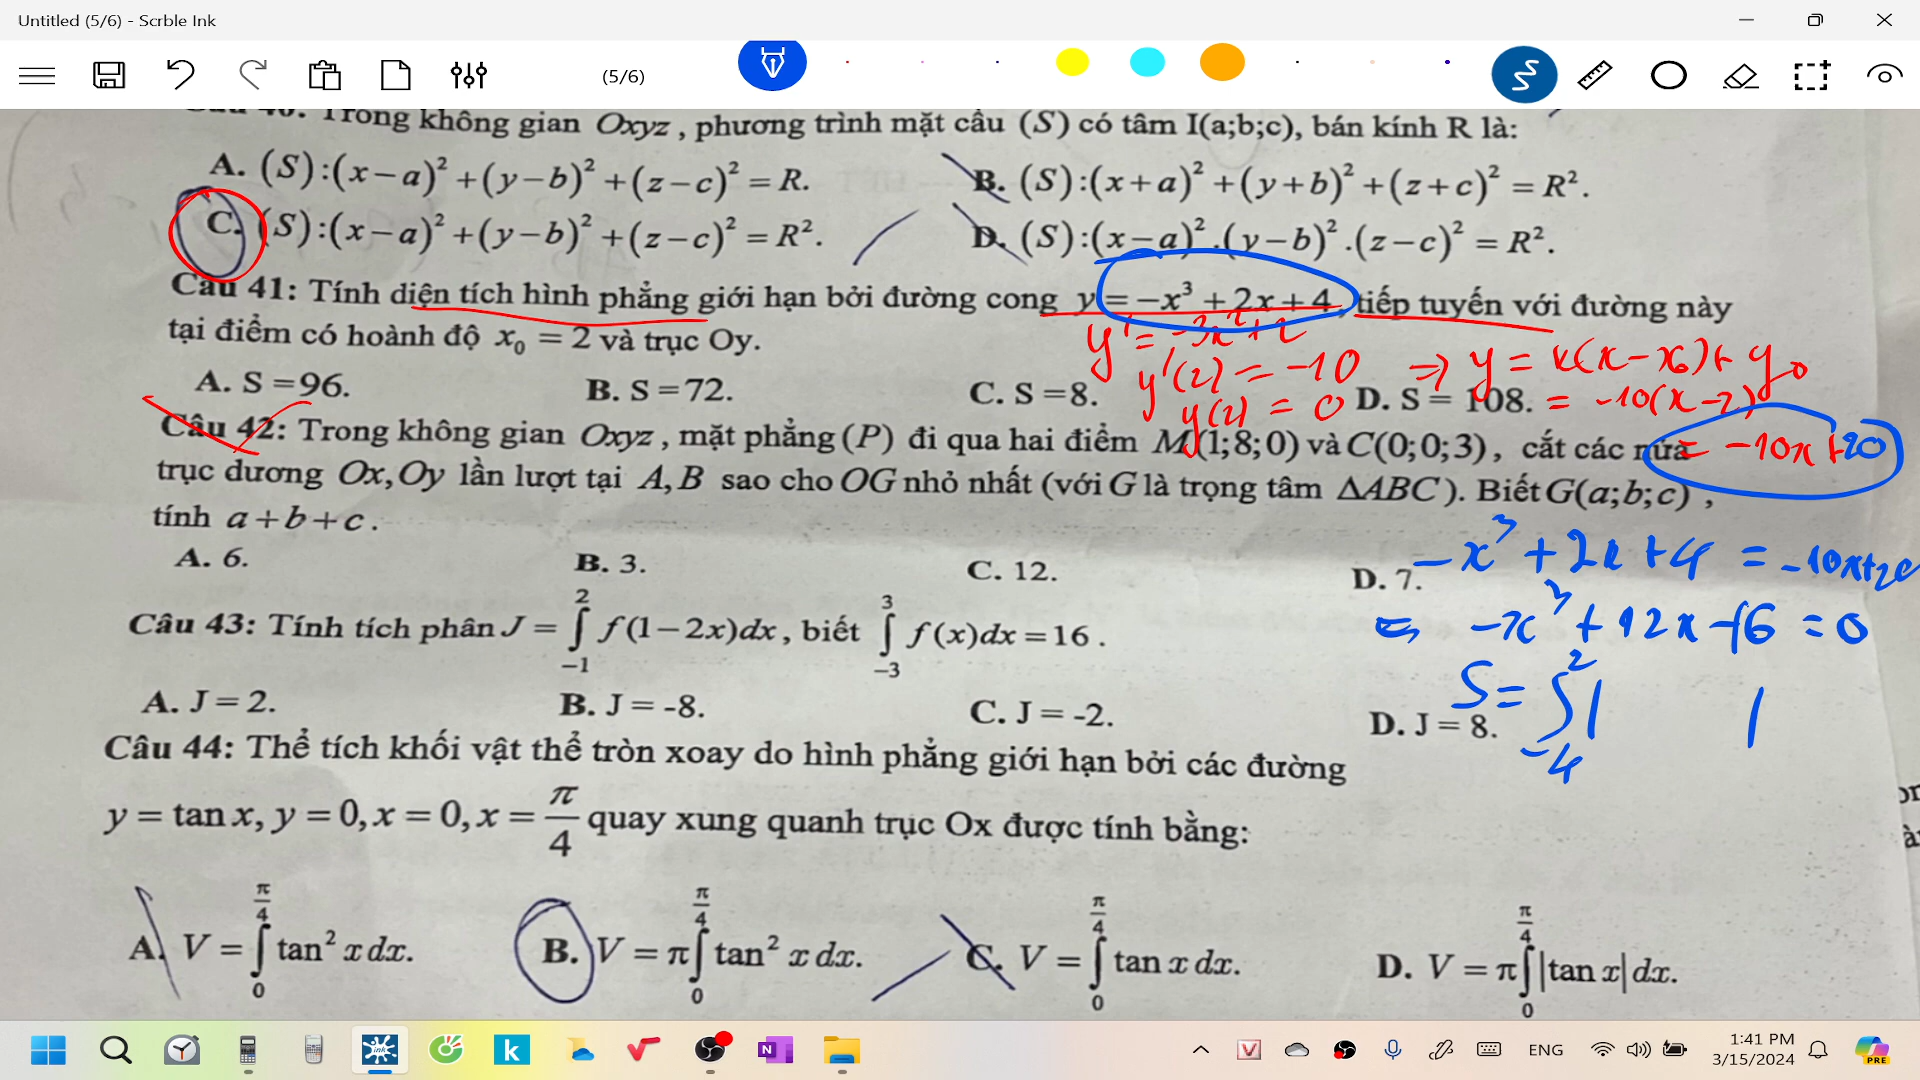 Untitled (5/6) - Scrble Ink
(5/6)
Trong không gian Oxyz, phương trình mặt cầu (S) có tâm I(a;b;c), bán kính R là:
A. (S):(x−a)²+(y−b)²+(z−c)²=R.
B. (S):(x+a)²+(y+b)²+(z+c)²=R².
C. (S):(x−a)²+(y−b)²+(z−c)²=R².
D. (S):(x−a)².(y−b)².(z−c)²=R².
Câu 41: Tính diện tích hình phẳng giới hạn bởi đường cong y=−x³+2x+4, tiếp tuyến với đường này
tại điểm có hoành độ x₀ = 2 và trục Oy.
y' = -3x²+2
y'(2) = -10 ⇒ y = k(x-x₀)+y₀
y(2) = 0 = -10(x-2)
= -10x+20
A. S =96.
B. S =72.
C. S =8.
D. S = 108.
Câu 42: Trong không gian Oxyz, mặt phẳng (P) đi qua hai điểm M(1;8;0) và C(0;0;3), cắt các nửa
trục dương Ox,Oy lần lượt tại A,B sao cho OG nhỏ nhất (với G là trọng tâm ΔABC). Biết G(a;b;c),
tính a+b+c.
A. 6.
B. 3.
C. 12.
D. 7.
-x³+2x+4 = -10x+20
⇔ -x³+12x-16 = 0
S = ∫₋₄² | |
Câu 43: Tính tích phân J = ∫₋₁² f(1−2x)dx, biết ∫₋₃³ f(x)dx=16.
A. J = 2.
B. J = -8.
C. J = -2.
D. J = 8.
Câu 44: Thể tích khối vật thể tròn xoay do hình phẳng giới hạn bởi các đường
y = tan x, y = 0, x = 0, x = π/4 quay xung quanh trục Ox được tính bằng:
A. V = ∫₀^(π/4) tan² x dx.
B. V = π∫₀^(π/4) tan² x dx.
C. V = ∫₀^(π/4) tan x dx.
D. V = π∫₀^(π/4) |tan x| dx.
ENG
1:41 PM
3/15/2024
PRE